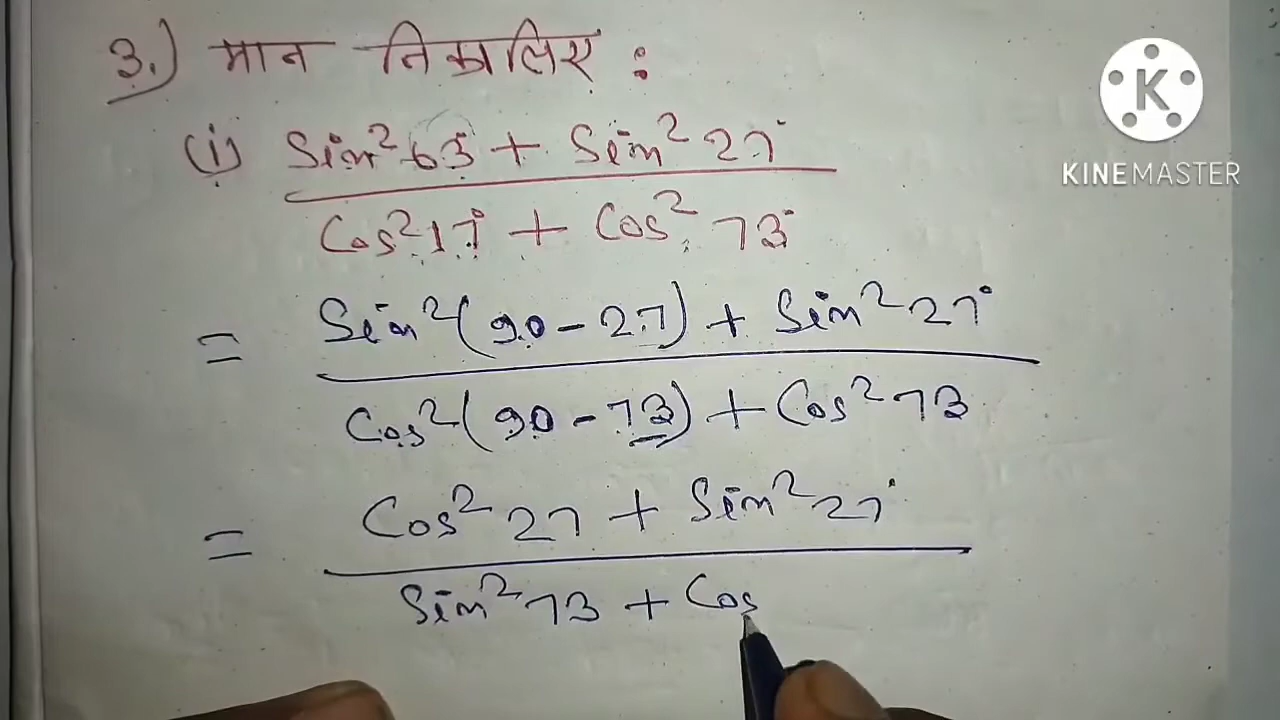 3.) मान निकालिए :
(i) Sin² 63° + Sin² 27°
Cos² 17° + Cos² 73°
= Sin² (90 - 27) + Sin² 27°
Cos² (90 - 73) + Cos² 73
= Cos² 27 + Sin² 27°
Sin² 73 + Cos
K
KINEMASTER